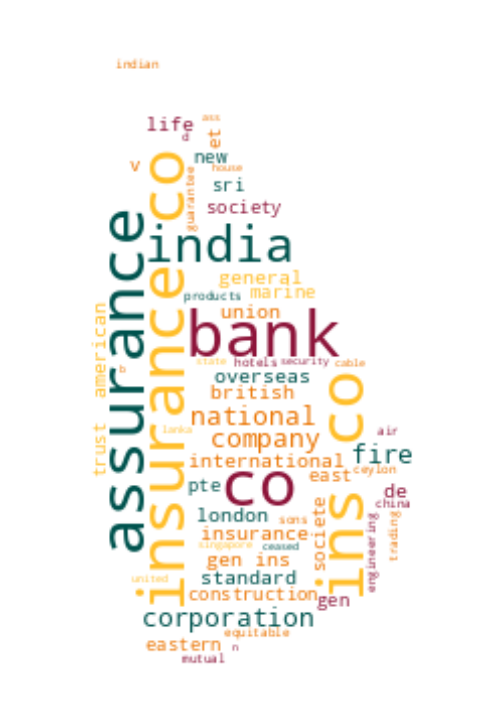 indian
life
ass
d
et
v
new
house
guarantee
sri
society
insurance co
assurance
india
general
products
marine
union
bank
american
state
hotels
security
cable
b
overseas
british
ins co
national
lanka
company
air
trust
international
fire
ceylon
east
co
pte
de
china
london
sons
societe
engineering
trading
insurance
singapore
ceased
gen ins
united
standard
construction
gen
corporation
equitable
eastern
n
mutual